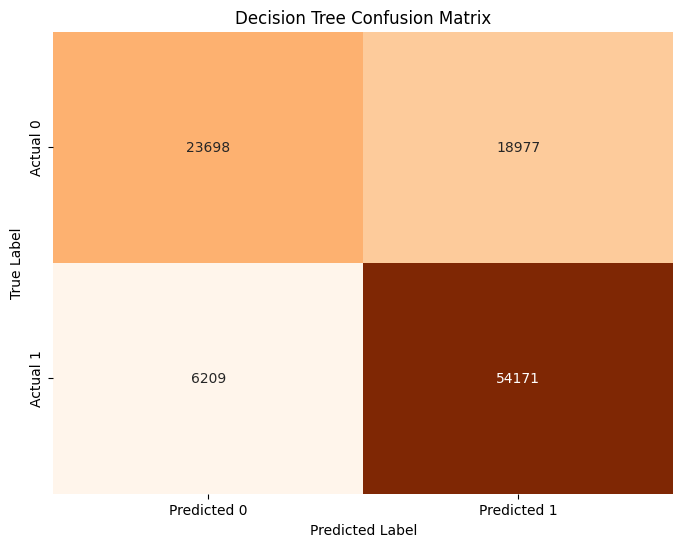 Decision Tree Confusion Matrix
Actual 0
23698
18977
True Label
Actual 1
6209
54171
Predicted 0
Predicted 1
Predicted Label